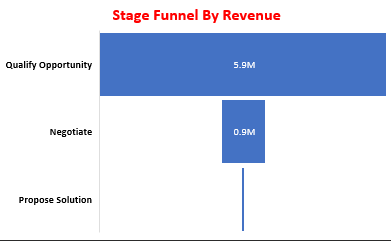 Stage Funnel By Revenue
Qualify Opportunity 5.9M
Negotiate 0.9M
Propose Solution